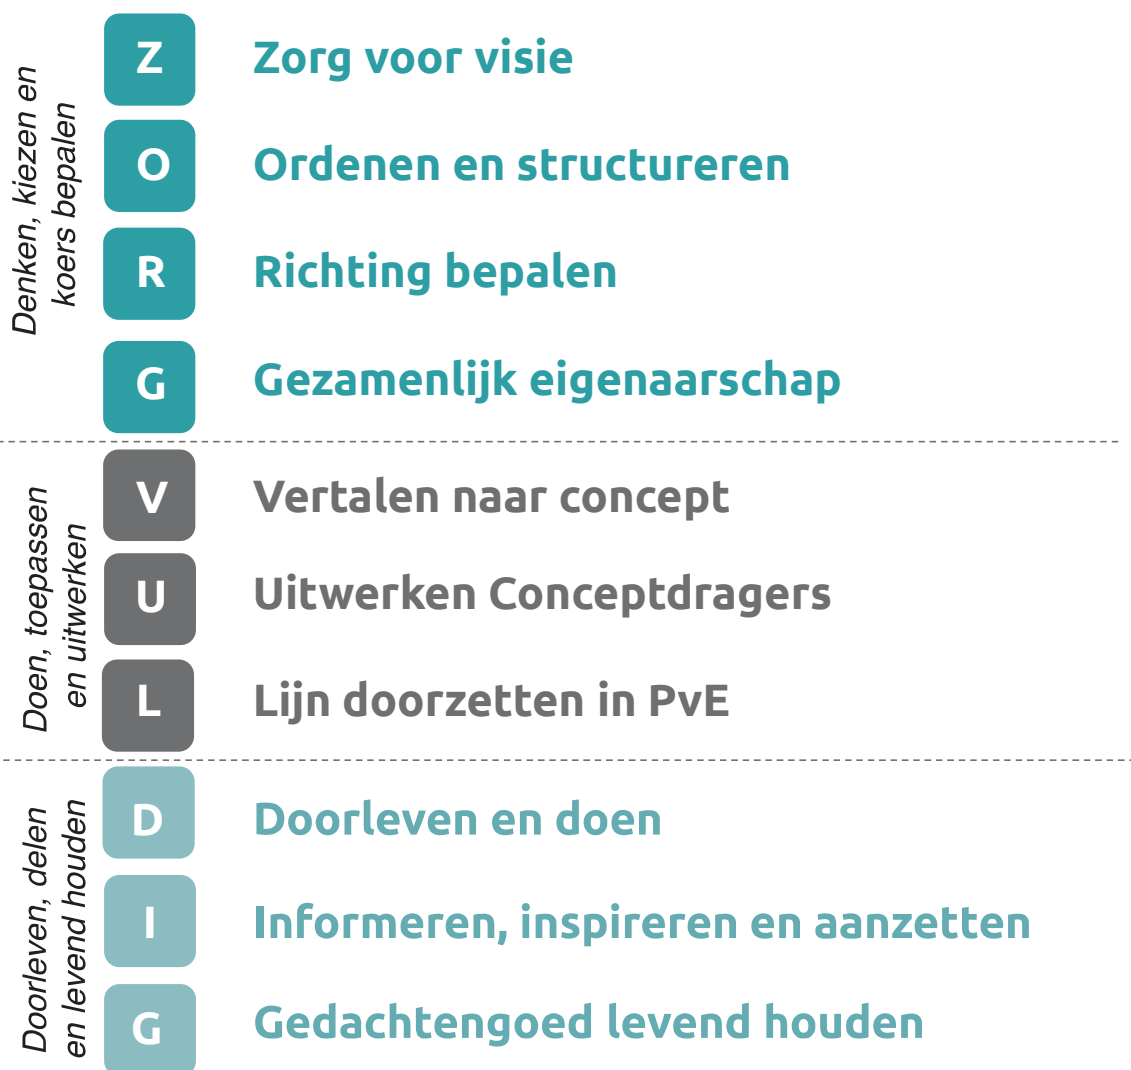 Denken, kiezen en
koers bepalen
Z Zorg voor visie
O Ordenen en structureren
R Richting bepalen
G Gezamenlijk eigenaarschap
Doen, toepassen
en uitwerken
V Vertalen naar concept
U Uitwerken Conceptdragers
L Lijn doorzetten in PvE
Doorleven, delen
en levend houden
D Doorleven en doen
I Informeren, inspireren en aanzetten
G Gedachtengoed levend houden